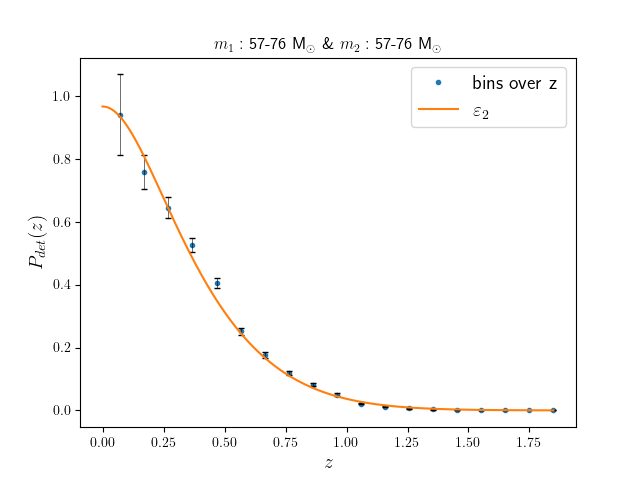 m₁ : 57-76 M☉ & m₂ : 57-76 M☉
bins over z
ε₂
P_det(z)
1.0
0.8
0.6
0.4
0.2
0.0
0.00 0.25 0.50 0.75 1.00 1.25 1.50 1.75
z